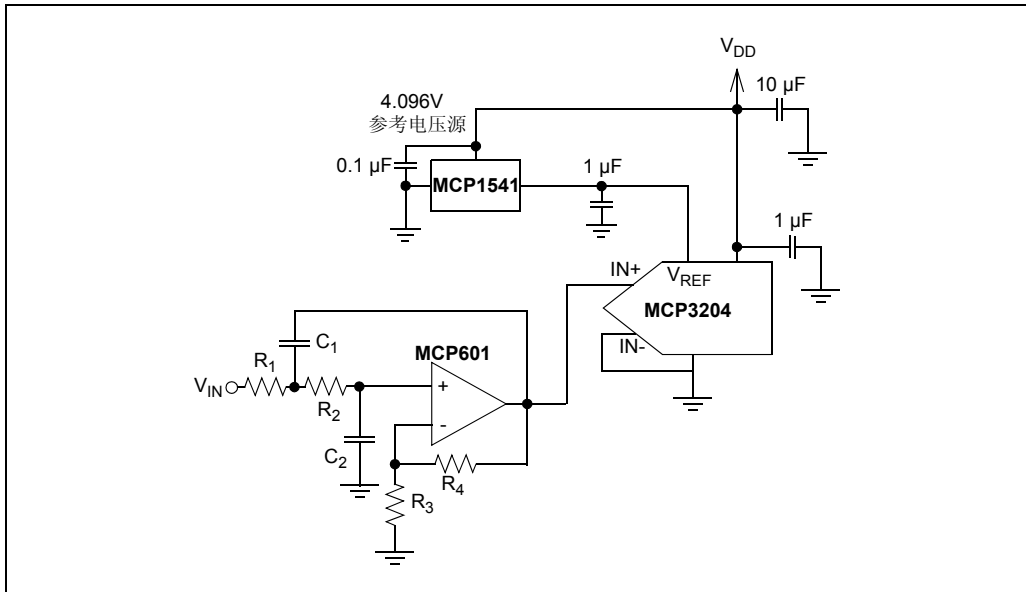 V_DD
10 µF
4.096V
参考电压源
0.1 µF
MCP1541
1 µF
1 µF
IN+
V_REF
MCP3204
IN-
C_1
MCP601
R_1
V_IN
R_2
+
-
C_2
R_4
R_3